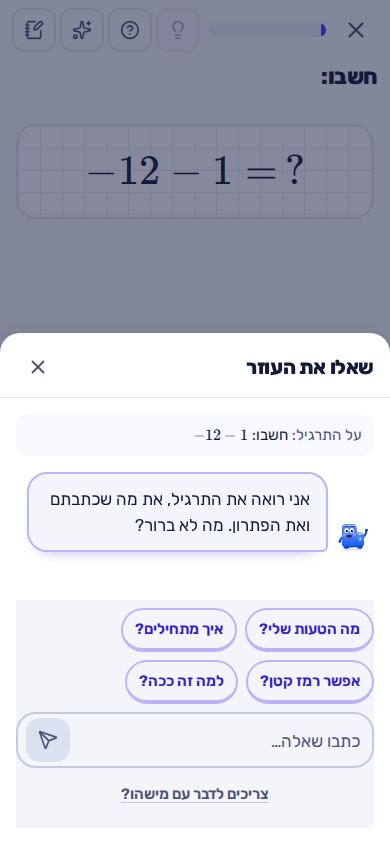 חשבו:
−12 − 1 = ?
שאלו את העוזר
על התרגיל: חשבו: −12 − 1
אני רואה את התרגיל, את מה שכתבתם
ואת הפתרון. מה לא ברור?
מה הטעות שלי?
איך מתחילים?
אפשר רמז קטן?
למה זה ככה?
כתבו שאלה...
צריכים לדבר עם מישהו?